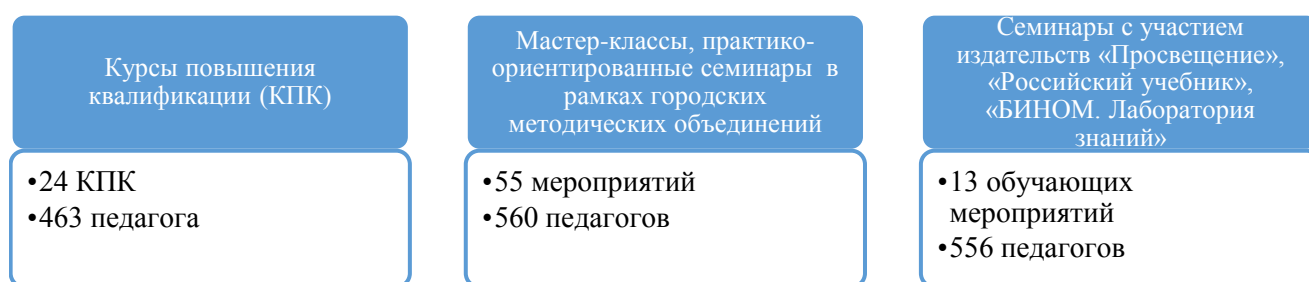 Курсы повышения
квалификации (КПК)
•24 КПК
•463 педагога
Мастер-классы, практико-
ориентированные семинары в
рамках городских
методических объединений
•55 мероприятий
•560 педагогов
Семинары с участием
издательств «Просвещение»,
«Российский учебник»,
«БИНОМ. Лаборатория
знаний»
•13 обучающих
мероприятий
•556 педагогов